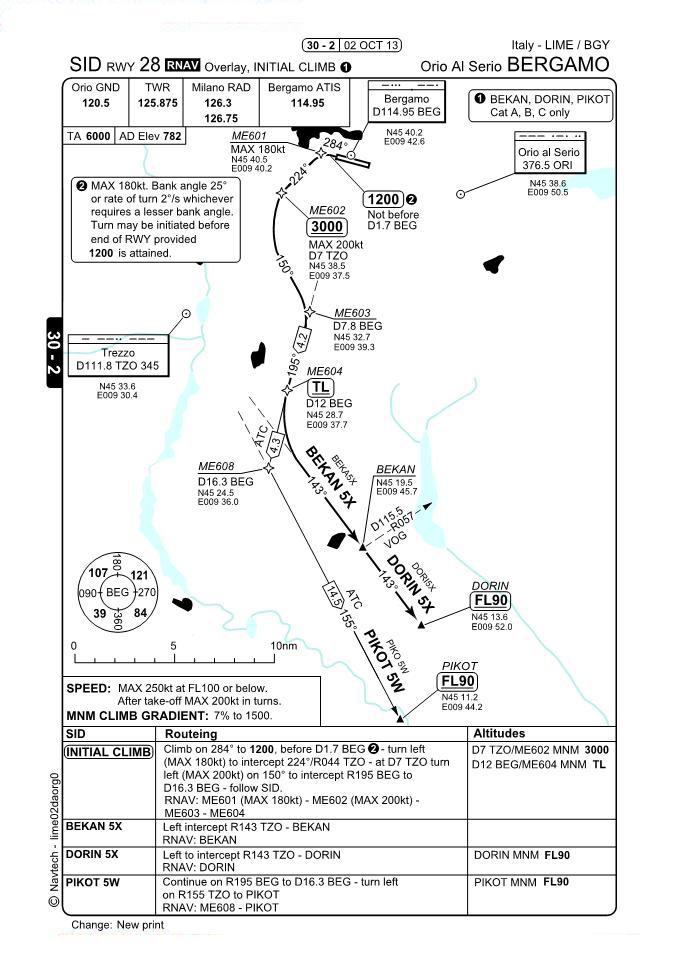 30 - 2 02 OCT 13
Italy - LIME / BGY
SID RWY 28 RNAV Overlay, INITIAL CLIMB 1
Orio Al Serio BERGAMO
Orio GND
120.5
TWR
125.875
Milano RAD
126.3
126.75
Bergamo ATIS
114.95
TA 6000 AD Elev 782
Bergamo
D114.95 BEG
N45 40.2
E009 42.6
1 BEKAN, DORIN, PIKOT
Cat A, B, C only
Orio al Serio
376.5 ORI
N45 38.6
E009 50.5
ME601
MAX 180kt
N45 40.5
E009 40.2
284°
224°
2 MAX 180kt. Bank angle 25°
or rate of turn 2°/s whichever
requires a lesser bank angle.
Turn may be initiated before
end of RWY provided
1200 is attained.
1200 2
Not before
D1.7 BEG
ME602
3000
MAX 200kt
D7 TZO
N45 38.5
E009 37.5
150°
ME603
D7.8 BEG
N45 32.7
E009 39.3
4.2
195°
30 - 2
Trezzo
D111.8 TZO 345
N45 33.6
E009 30.4
ME604
TL
D12 BEG
N45 28.7
E009 37.7
ATC
4.3
ME608
D16.3 BEG
N45 24.5
E009 36.0
BEKA5X
BEKAN 5X
143°
BEKAN
N45 19.5
E009 45.7
D115.5
R057
VOG
DORI5X
DORIN 5X
143°
DORIN
FL90
N45 13.6
E009 52.0
14.5
ATC
155°
PIKO 5W
PIKOT 5W
PIKOT
FL90
N45 11.2
E009 44.2
180
107 121
090 BEG 270
39 84
360
0 5 10nm
SPEED: MAX 250kt at FL100 or below.
After take-off MAX 200kt in turns.
MNM CLIMB GRADIENT: 7% to 1500.
SID Routeing Altitudes
INITIAL CLIMB
Climb on 284° to 1200, before D1.7 BEG 2 - turn left
(MAX 180kt) to intercept 224°/R044 TZO - at D7 TZO turn
left (MAX 200kt) on 150° to intercept R195 BEG to
D16.3 BEG - follow SID.
RNAV: ME601 (MAX 180kt) - ME602 (MAX 200kt) -
ME603 - ME604
D7 TZO/ME602 MNM 3000
D12 BEG/ME604 MNM TL
BEKAN 5X
Left intercept R143 TZO - BEKAN
RNAV: BEKAN
DORIN 5X
Left to intercept R143 TZO - DORIN
RNAV: DORIN
DORIN MNM FL90
PIKOT 5W
Continue on R195 BEG to D16.3 BEG - turn left
on R155 TZO to PIKOT
RNAV: ME608 - PIKOT
PIKOT MNM FL90
© Navtech - lime02daorg0
Change: New print